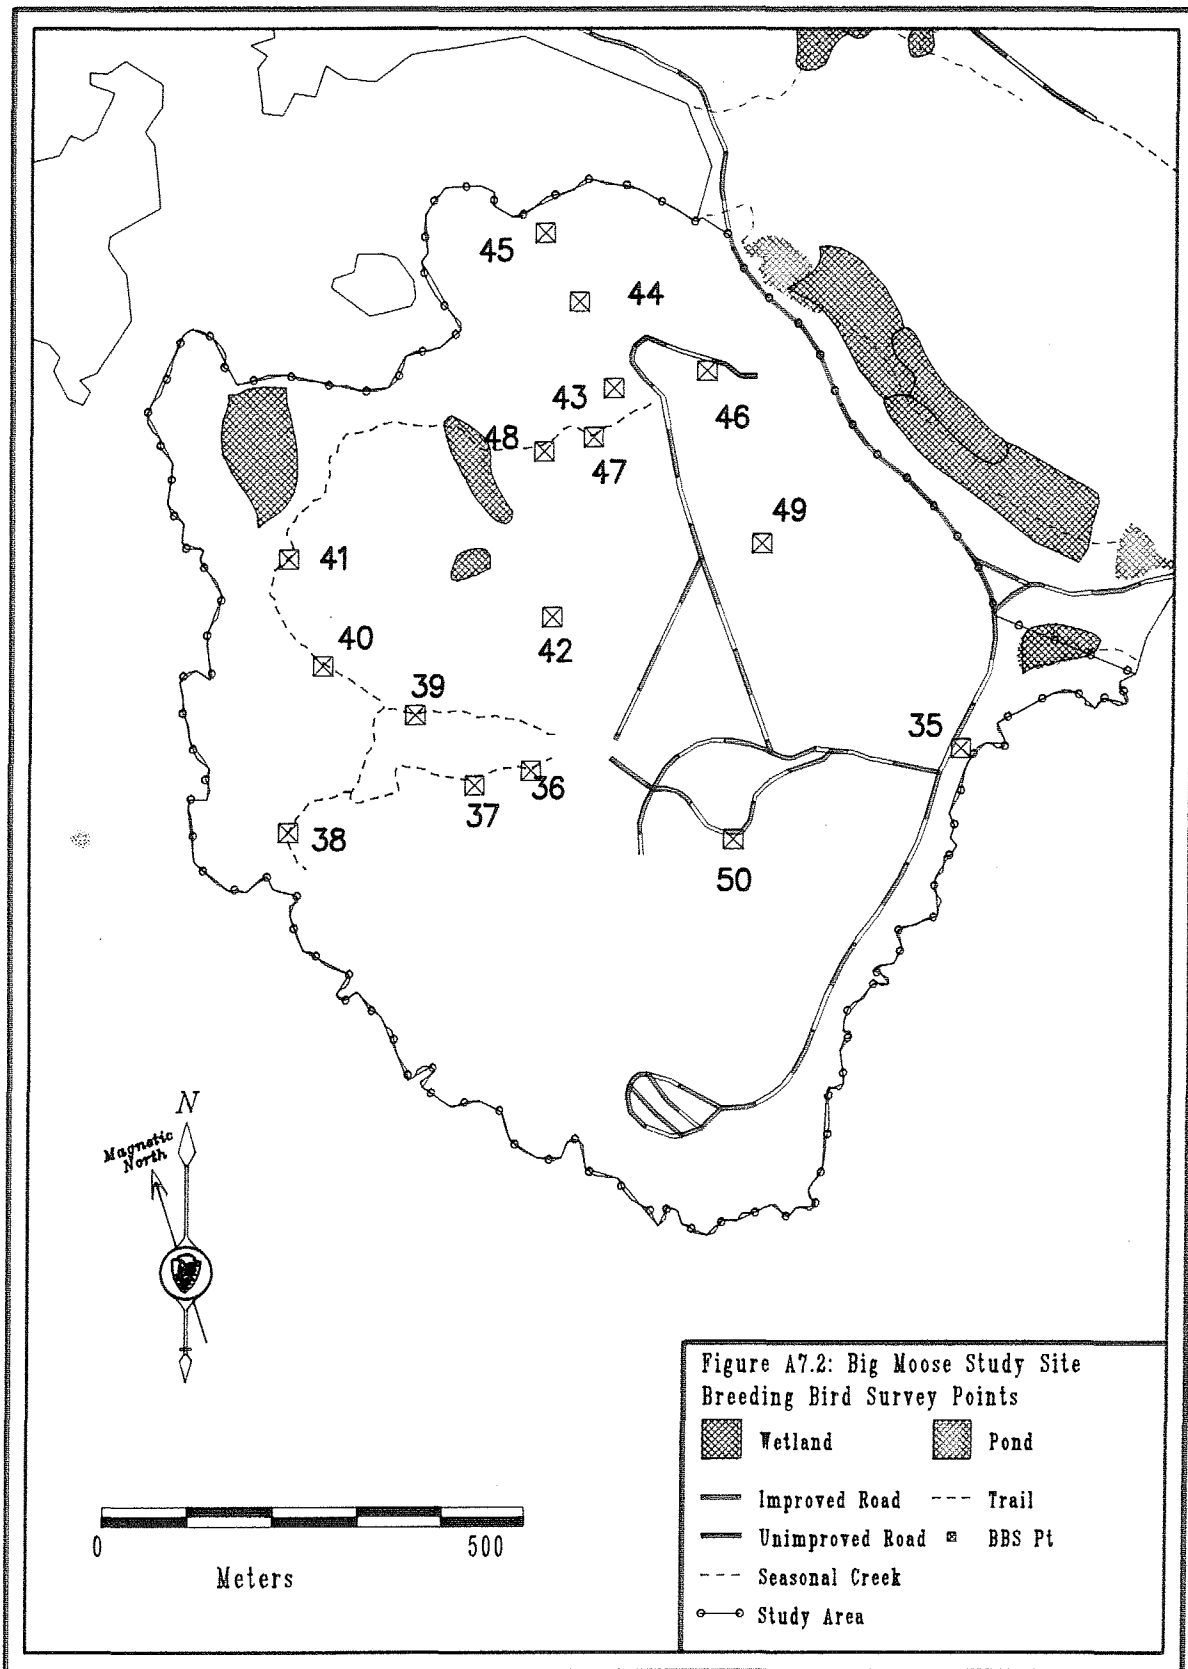 45
44
43
46
48
47
49
41
40
42
39
35
36
37
38
50
N
Magnetic
North
Figure A7.2: Big Moose Study Site
Breeding Bird Survey Points
Wetland Pond
Improved Road Trail
Unimproved Road BBS Pt
Seasonal Creek
Study Area
0 500
Meters